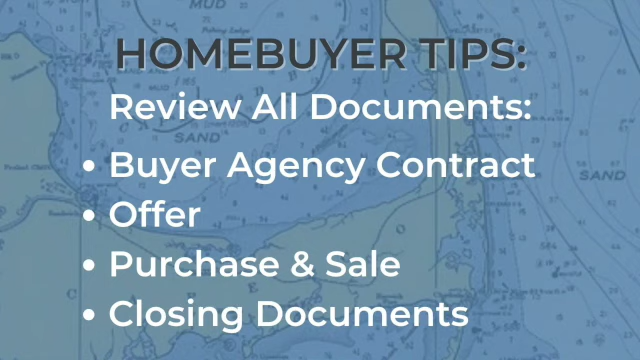 HOMEBUYER TIPS:
Review All Documents:
• Buyer Agency Contract
• Offer
• Purchase & Sale
• Closing Documents
MUD
SAND
SAND